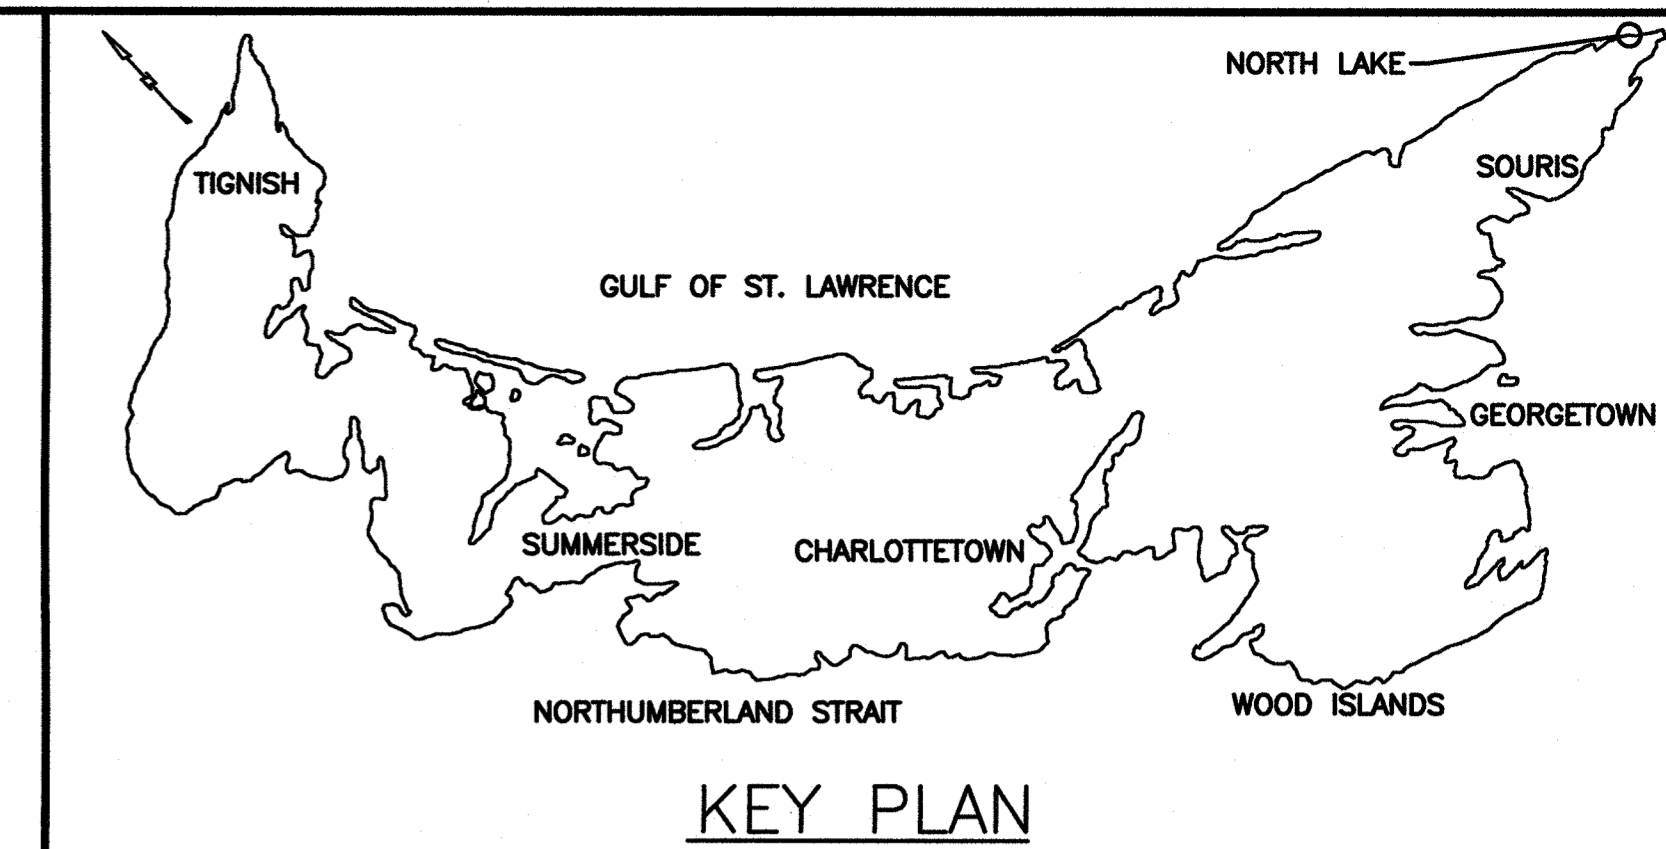 NORTH LAKE
SOURIS
TIGNISH
GULF OF ST. LAWRENCE
GEORGETOWN
SUMMERSIDE
CHARLOTTETOWN
WOOD ISLANDS
NORTHUMBERLAND STRAIT
KEY PLAN